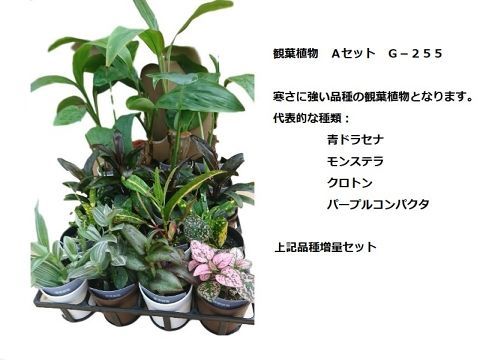 観葉植物　Ａセット　Ｇ－２５５
寒さに強い品種の観葉植物となります。
代表的な種類：
青ドラセナ
モンステラ
クロトン
パープルコンパクタ
上記品種増量セット